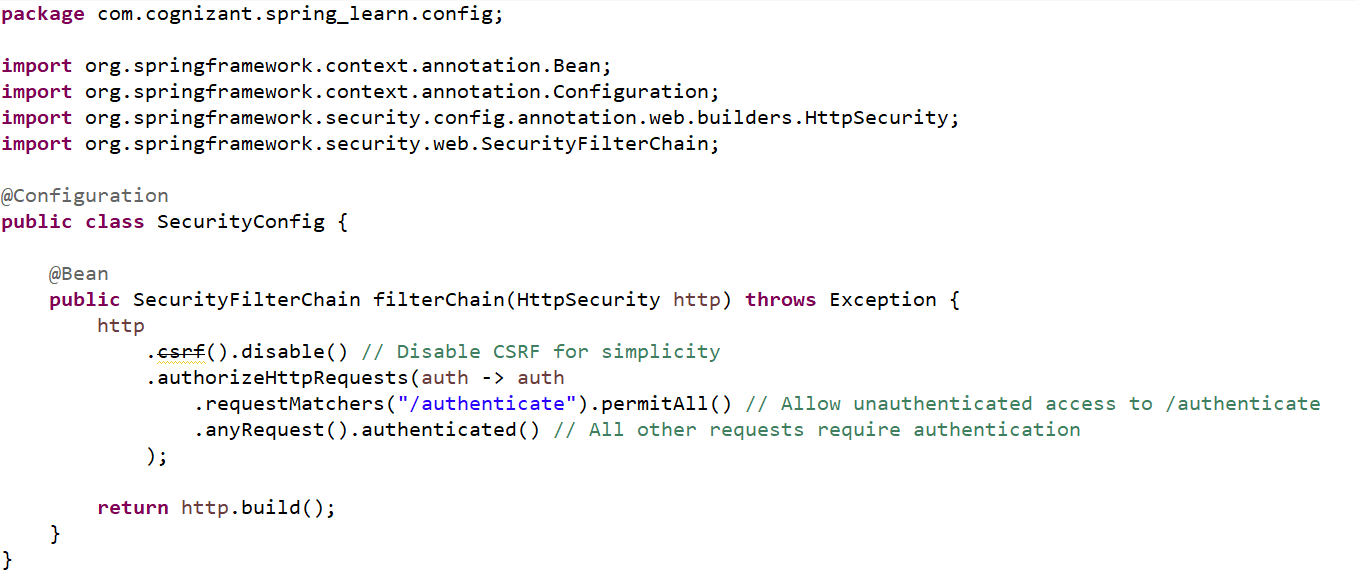 package com.cognizant.spring_learn.config;
import org.springframework.context.annotation.Bean;
import org.springframework.context.annotation.Configuration;
import org.springframework.security.config.annotation.web.builders.HttpSecurity;
import org.springframework.security.web.SecurityFilterChain;
@Configuration
public class SecurityConfig {
    @Bean
    public SecurityFilterChain filterChain(HttpSecurity http) throws Exception {
        http
            .csrf().disable() // Disable CSRF for simplicity
            .authorizeHttpRequests(auth -> auth
                .requestMatchers("/authenticate").permitAll() // Allow unauthenticated access to /authenticate
                .anyRequest().authenticated() // All other requests require authentication
            );
        return http.build();
    }
}